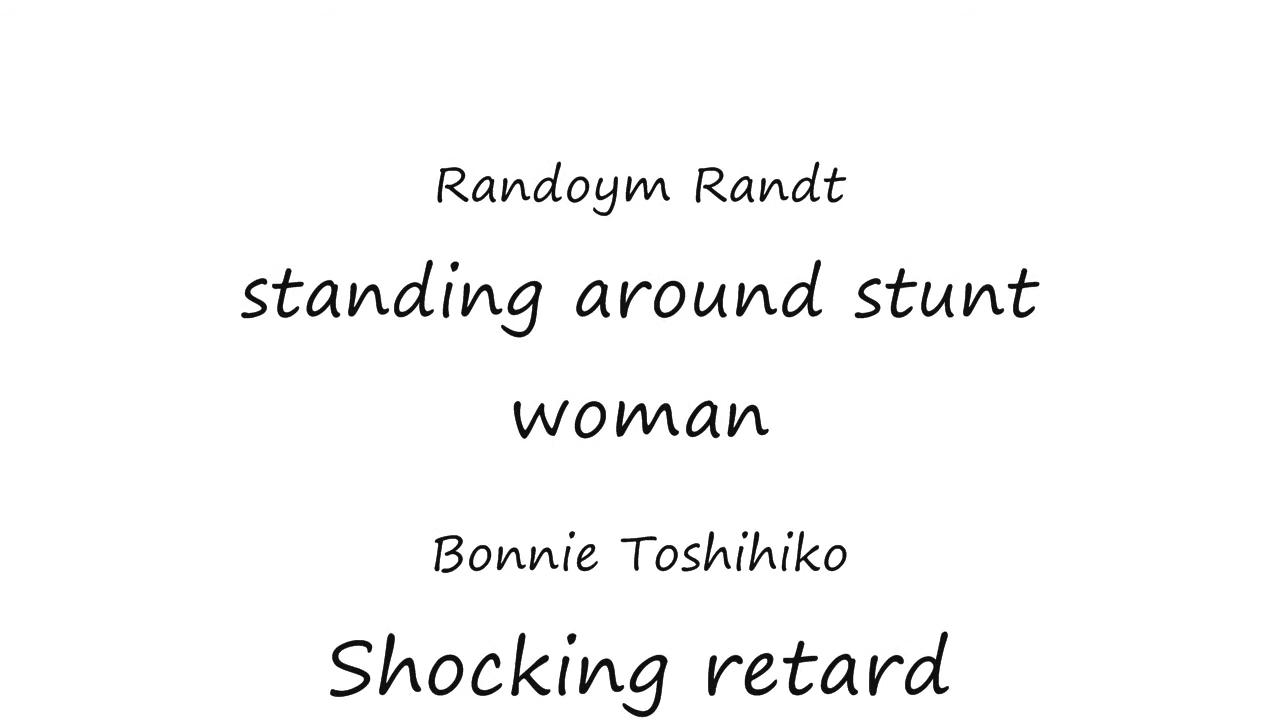 Randoym Randt
standing around stunt
woman
Bonnie Toshihiko
Shocking retard